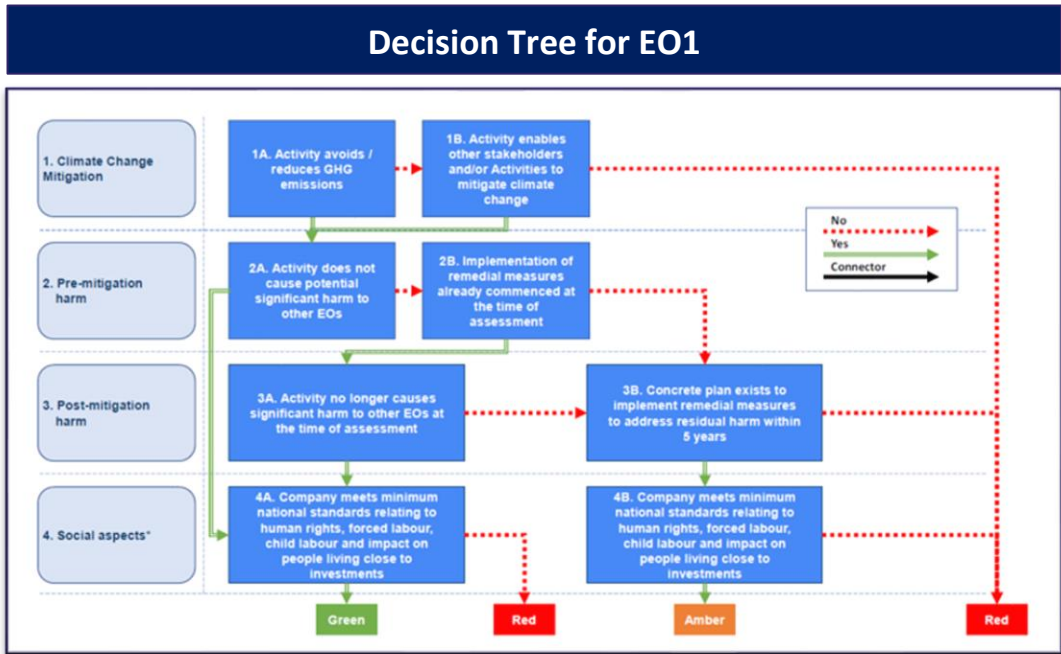 Decision Tree for EO1
1. Climate Change
Mitigation
1A. Activity avoids /
reduces GHG
emissions
1B. Activity enables
other stakeholders
and/or Activities to
mitigate climate
change
No
Yes
Connector
2. Pre-mitigation
harm
2A. Activity does not
cause potential
significant harm to
other EOs
2B. Implementation of
remedial measures
already commenced at
the time of
assessment
3. Post-mitigation
harm
3A. Activity no longer causes
significant harm to other EOs at
the time of assessment
3B. Concrete plan exists to
implement remedial measures
to address residual harm within
5 years
4. Social aspects*
4A. Company meets minimum
national standards relating to
human rights, forced labour,
child labour and impact on
people living close to
investments
4B. Company meets minimum
national standards relating to
human rights, forced labour,
child labour and impact on
people living close to
investments
Green
Red
Amber
Red